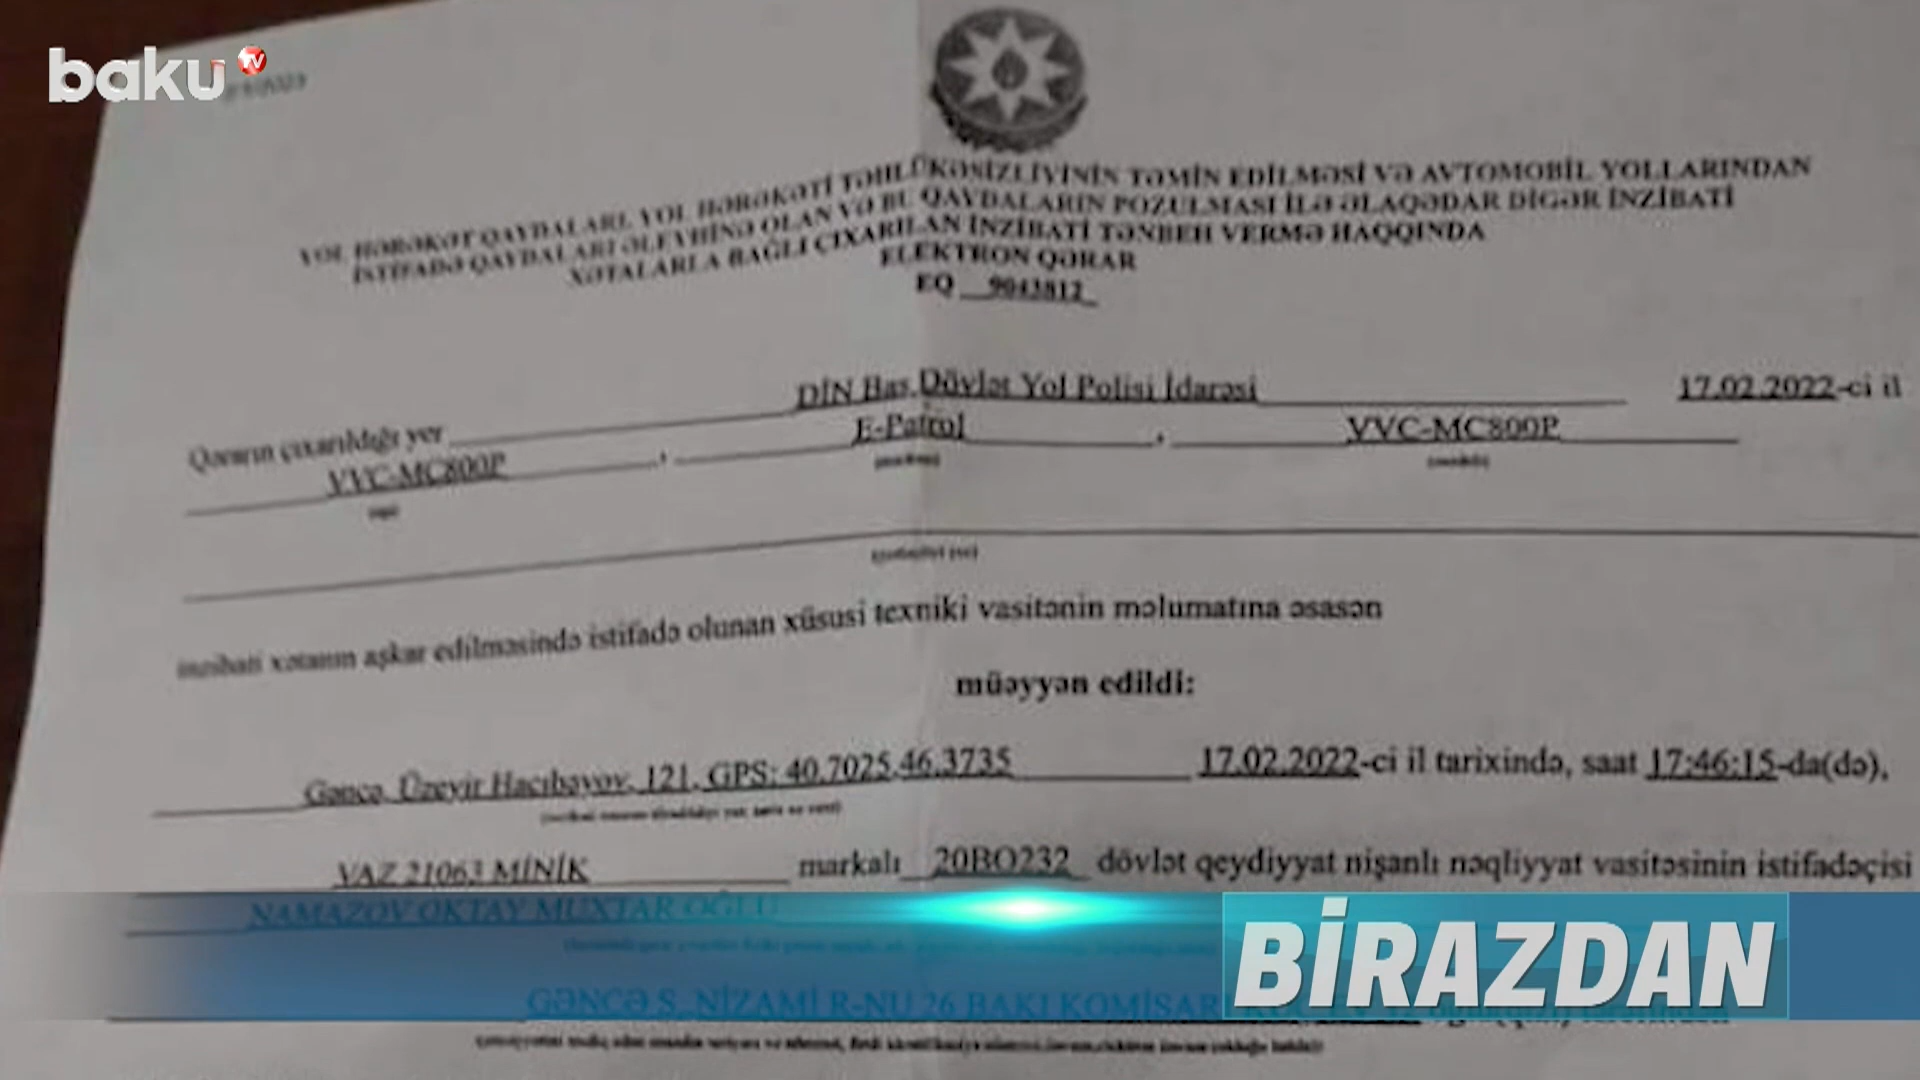 baku TV
YOL HƏRƏKƏT QAYDALARI, YOL HƏRƏKƏTİ TƏHLÜKƏSİZLİYİNİN TƏMİN EDİLMƏSİ VƏ AVTOMOBİL YOLLARINDAN
İSTİFADƏ QAYDALARI ƏLEYHİNƏ OLAN VƏ BU QAYDALARIN POZULMASI İLƏ ƏLAQƏDAR DİGƏR İNZİBATİ
XƏTALARLA BAĞLI ÇIXARILAN İNZİBATİ TƏNBEH VERMƏ HAQQINDA
ELEKTRON QƏRAR
EQ 9043812
DİN Baş Dövlət Yol Polisi İdarəsi 17.02.2022-ci il
Qərarın çıxarıldığı yer
VVC-MC800P , E-Patrol , VVC-MC800P
inzibati xətanın aşkar edilməsində istifadə olunan xüsusi texniki vasitənin məlumatına əsasən
müəyyən edildi:
Gəncə, Üzeyir Hacıbəyov, 121, GPS: 40.7025,46.3735 17.02.2022-ci il tarixində, saat 17:46:15-da(də),
VAZ 21063 MİNİK markalı 20BO232 dövlət qeydiyyat nişanlı nəqliyyat vasitəsinin istifadəçisi
NAMAZOV OKTAY MUXTAR OĞLU
GƏNCƏ Ş. NİZAMİ R-NU 26 BAKI
BİRAZDAN